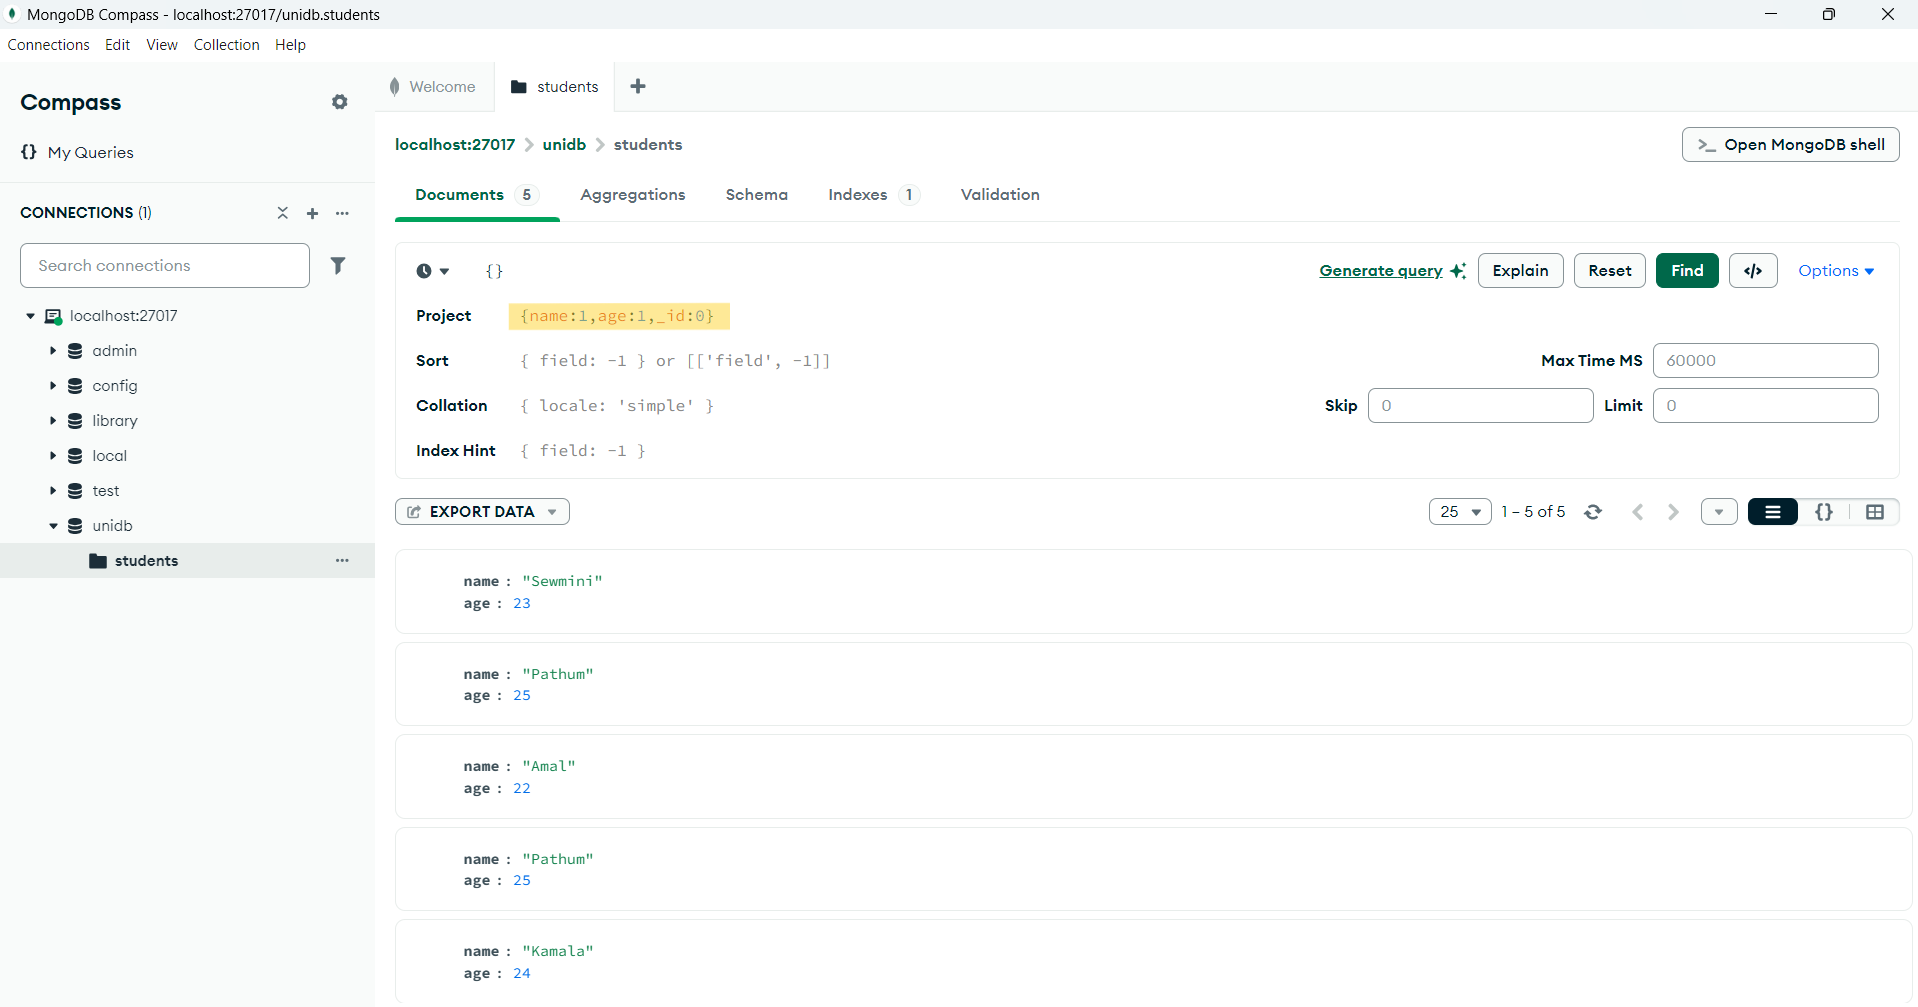 MongoDB Compass - localhost:27017/unidb.students
Connections Edit View Collection Help
Compass
My Queries
CONNECTIONS (1)
Search connections
localhost:27017
admin
config
library
local
test
unidb
students
Welcome
students
localhost:27017 > unidb > students
>_ Open MongoDB shell
Documents 5 Aggregations Schema Indexes 1 Validation
{} Generate query Explain Reset Find </> Options
Project {name:1,age:1,_id:0}
Sort { field: -1 } or [['field', -1]] Max Time MS 60000
Collation { locale: 'simple' } Skip 0 Limit 0
Index Hint { field: -1 }
EXPORT DATA 25 1 – 5 of 5 {}
name : "Sewmini"
age : 23
name : "Pathum"
age : 25
name : "Amal"
age : 22
name : "Pathum"
age : 25
name : "Kamala"
age : 24